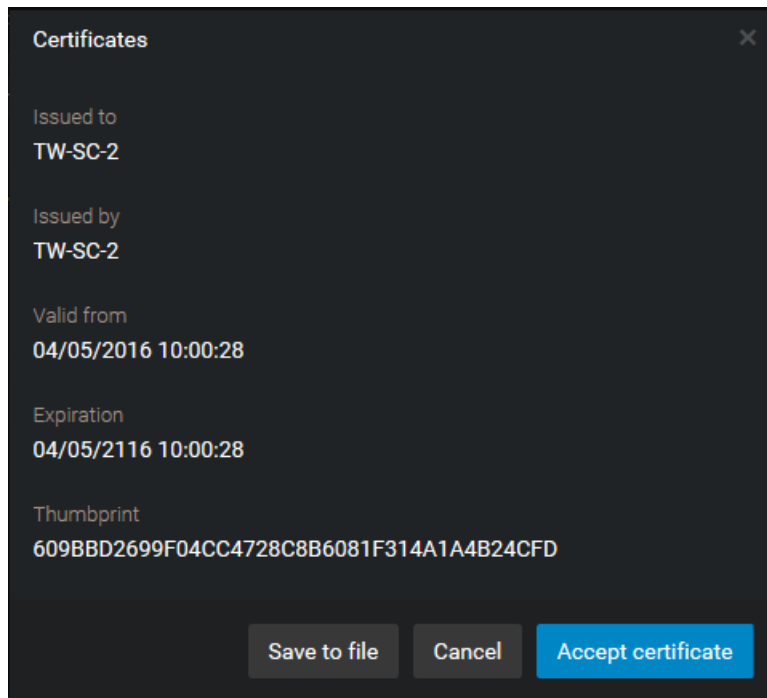 Certificates
Issued to
TW-SC-2
Issued by
TW-SC-2
Valid from
04/05/2016 10:00:28
Expiration
04/05/2116 10:00:28
Thumbprint
609BBD2699F04CC4728C8B6081F314A1A4B24CFD
Save to file Cancel Accept certificate